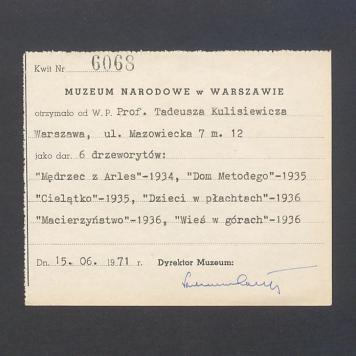 Kwit Nr 6068
MUZEUM NARODOWE w WARSZAWIE
otrzymało od W. P. Prof. Tadeusza Kulisiewicza
Warszawa, ul. Mazowiecka 7 m. 12
jako dar. 6 drzeworytów:
"Mędrzec z Arles"-1934, "Dom Metodego"-1935
"Cielątko"-1935, "Dzieci w płachtach"-1936
"Macierzyństwo"-1936, "Wieś w górach"-1936
Dn. 15. 06. 1971 r. Dyrektor Muzeum: